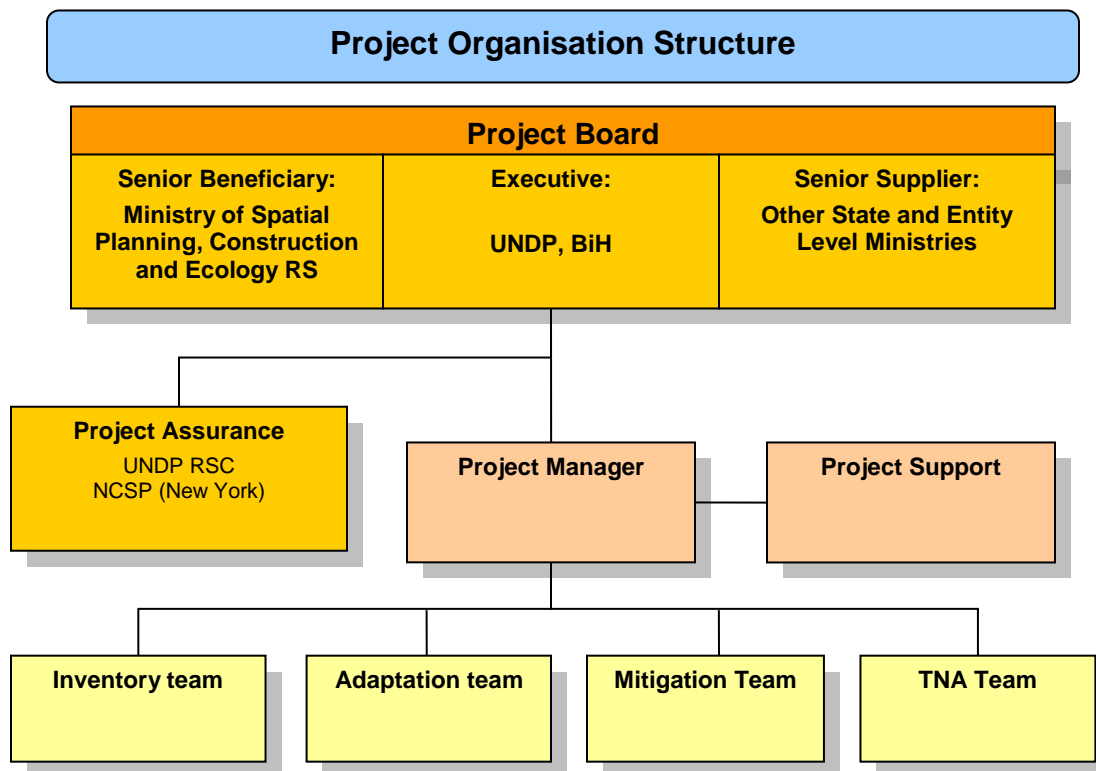 Project Organisation Structure
Project Board
Senior Beneficiary:
Ministry of Spatial
Planning, Construction
and Ecology RS
Executive:
UNDP, BiH
Senior Supplier:
Other State and Entity
Level Ministries
Project Assurance
UNDP RSC
NCSP (New York)
Project Manager
Project Support
Inventory team
Adaptation team
Mitigation Team
TNA Team